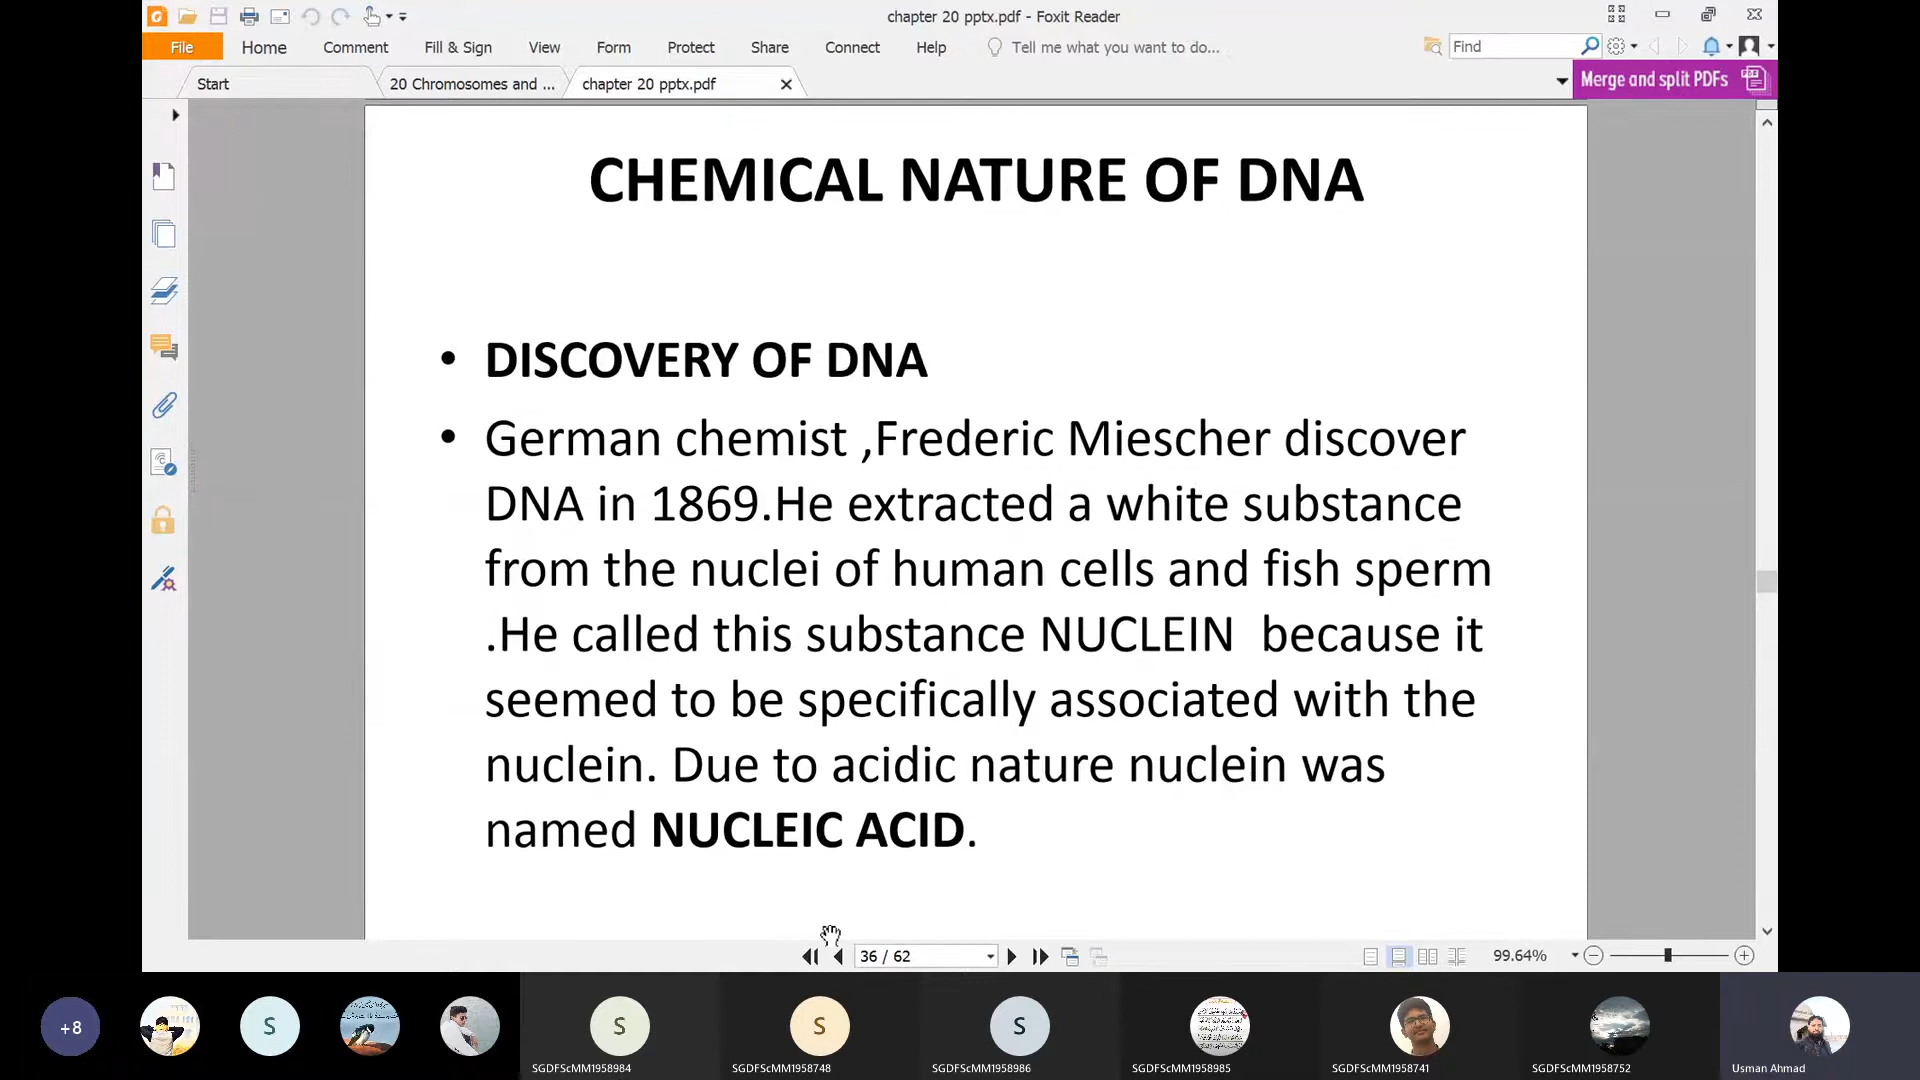 chapter 20 pptx.pdf - Foxit Reader
File Home Comment Fill & Sign View Form Protect Share Connect Help Tell me what you want to do... Find
Start 20 Chromosomes and ... chapter 20 pptx.pdf Merge and split PDFs
CHEMICAL NATURE OF DNA
• DISCOVERY OF DNA
• German chemist ,Frederic Miescher discover
DNA in 1869.He extracted a white substance
from the nuclei of human cells and fish sperm
.He called this substance NUCLEIN because it
seemed to be specifically associated with the
nuclein. Due to acidic nature nuclein was
named NUCLEIC ACID.
36 / 62 99.64%
+8 S S S S
SGDFScMM1958984 SGDFScMM1958748 SGDFScMM1958986 SGDFScMM1958985 SGDFScMM1958741 SGDFScMM1958752 Usman Ahmad